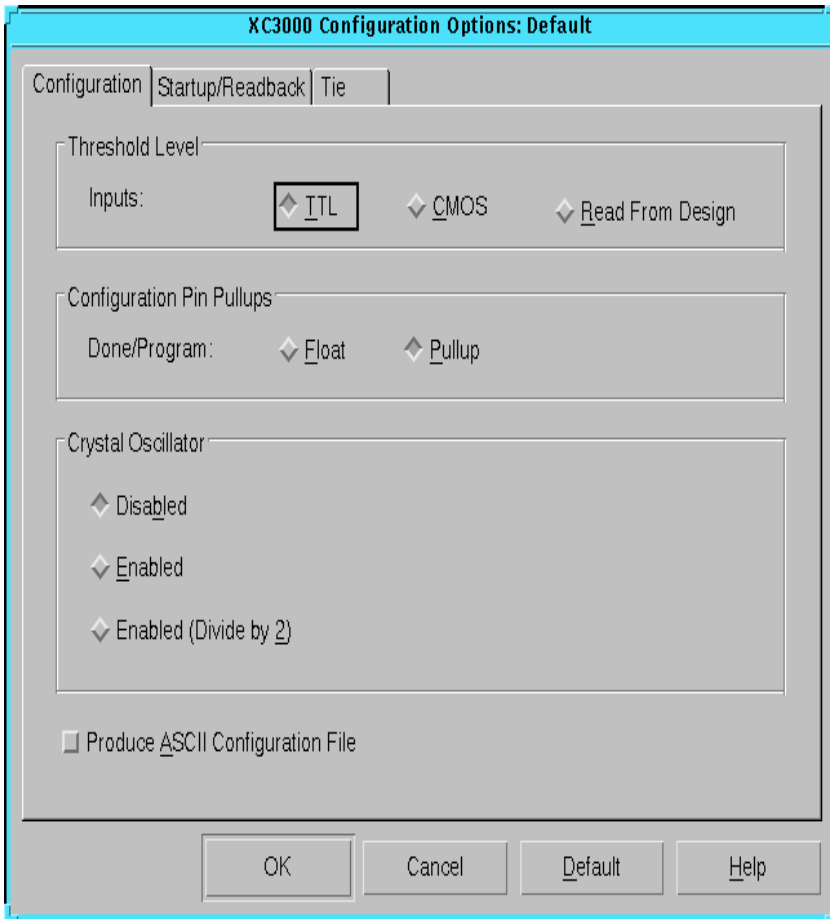 XC3000 Configuration Options: Default
Configuration Startup/Readback Tie
Threshold Level
Inputs: TTL CMOS Read From Design
Configuration Pin Pullups
Done/Program: Float Pullup
Crystal Oscillator
Disabled
Enabled
Enabled (Divide by 2)
Produce ASCII Configuration File
OK Cancel Default Help